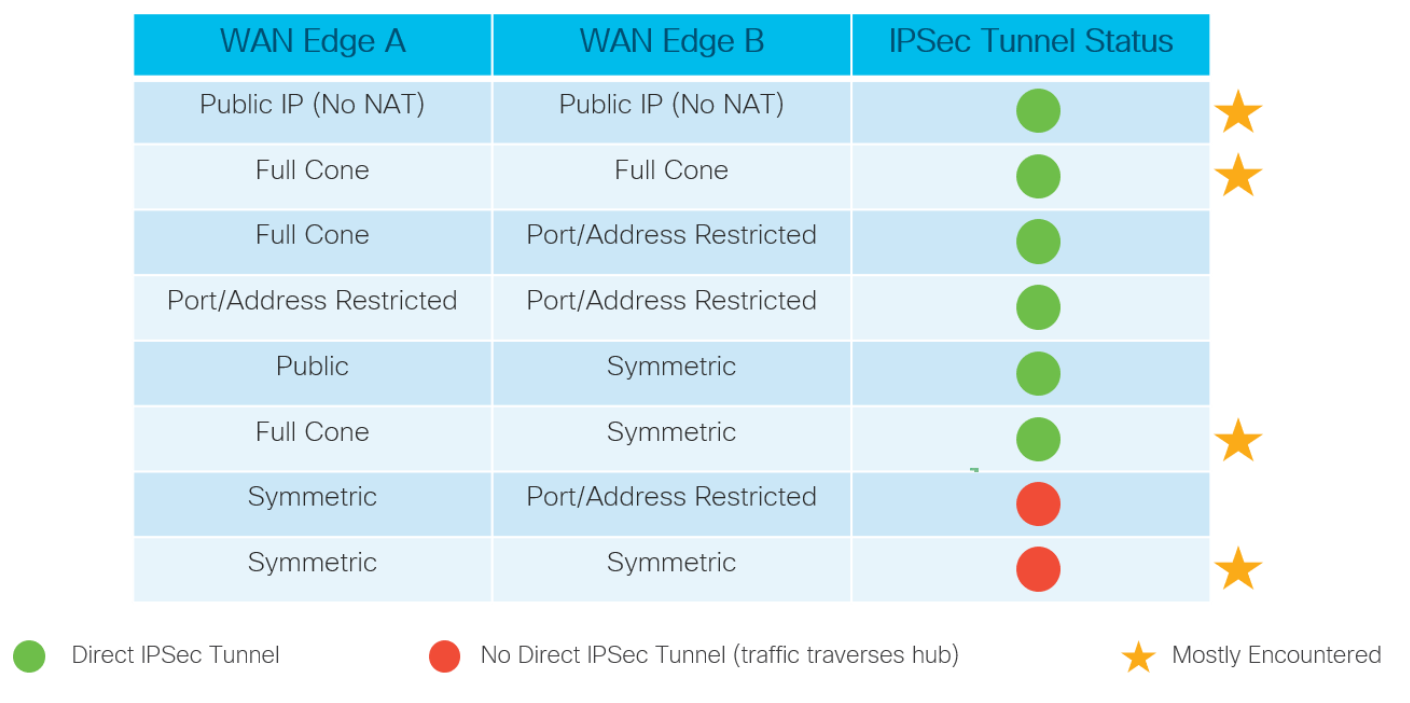 WAN Edge A WAN Edge B IPSec Tunnel Status
Public IP (No NAT) Public IP (No NAT)
Full Cone Full Cone
Full Cone Port/Address Restricted
Port/Address Restricted Port/Address Restricted
Public Symmetric
Full Cone Symmetric
Symmetric Port/Address Restricted
Symmetric Symmetric
Direct IPSec Tunnel No Direct IPSec Tunnel (traffic traverses hub) Mostly Encountered